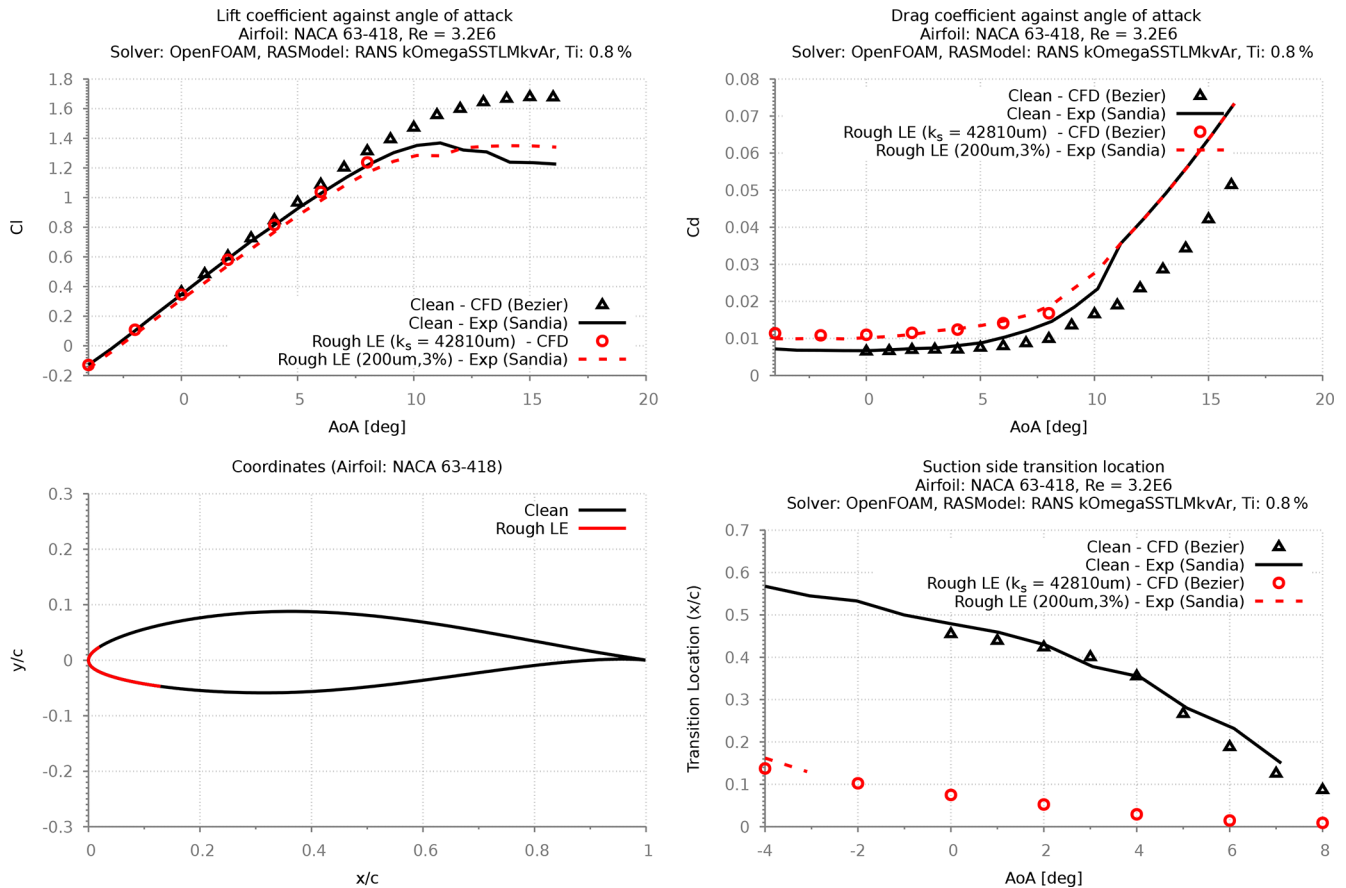 Lift coefficient against angle of attack
Airfoil: NACA 63-418, Re = 3.2E6
Solver: OpenFOAM, RASModel: RANS kOmegaSSTLMkvAr, Ti: 0.8 %
1.8
1.6
1.4
1.2
1
0.8
0.6
0.4
0.2
0
-0.2
Cl
Clean - CFD (Bezier)
Clean - Exp (Sandia)
Rough LE (ks = 42810um)  - CFD
Rough LE (200um,3%) - Exp (Sandia)
0 5 10 15 20
AoA [deg]
Drag coefficient against angle of attack
Airfoil: NACA 63-418, Re = 3.2E6
Solver: OpenFOAM, RASModel: RANS kOmegaSSTLMkvAr, Ti: 0.8 %
0.08
0.07
0.06
0.05
0.04
0.03
0.02
0.01
0
Cd
Clean - CFD (Bezier)
Clean - Exp (Sandia)
Rough LE (ks = 42810um)  - CFD (Bezier)
Rough LE (200um,3%) - Exp (Sandia)
0 5 10 15 20
AoA [deg]
Coordinates (Airfoil: NACA 63-418)
0.3
0.2
0.1
0
-0.1
-0.2
-0.3
y/c
Clean
Rough LE
0 0.2 0.4 0.6 0.8 1
x/c
Suction side transition location
Airfoil: NACA 63-418, Re = 3.2E6
Solver: OpenFOAM, RASModel: RANS kOmegaSSTLMkvAr, Ti: 0.8 %
0.7
0.6
0.5
0.4
0.3
0.2
0.1
0
Transition Location (x/c)
Clean - CFD (Bezier)
Clean - Exp (Sandia)
Rough LE (ks = 42810um) - CFD (Bezier)
Rough LE (200um,3%) - Exp (Sandia)
-4 -2 0 2 4 6 8
AoA [deg]